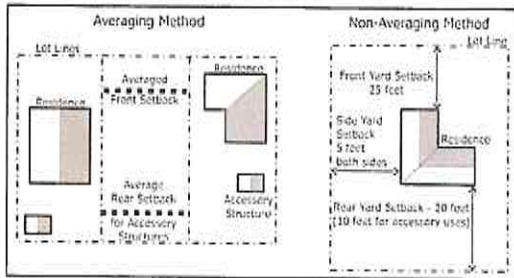 Averaging Method
Lot Lines
Residence
Averaged
Front Setback
Residence
Average
Rear Setback
for Accessory
Structures
Accessory
Structure
Non-Averaging Method
Lot Line
Front Yard Setback
25 feet
Side Yard
Setback
5 feet
both sides
Residence
Rear Yard Setback - 20 feet
(10 feet for accessory uses)